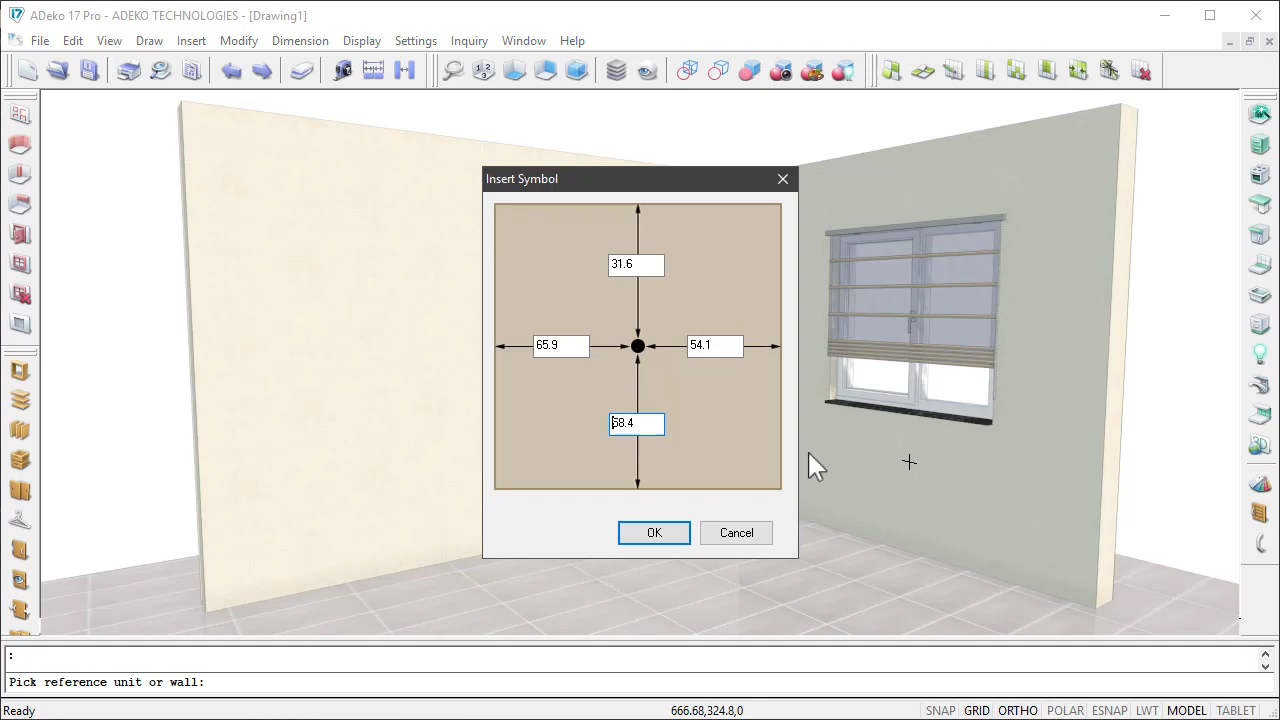 ADeko 17 Pro - ADEKO TECHNOLOGIES - [Drawing1]
File Edit View Draw Insert Modify Dimension Display Settings Inquiry Window Help
Insert Symbol
31.6
65.9
54.1
68.4
OK
Cancel
:
Pick reference unit or wall:
Ready
666.68,324.8,0
SNAP GRID ORTHO POLAR ESNAP LWT MODEL TABLET